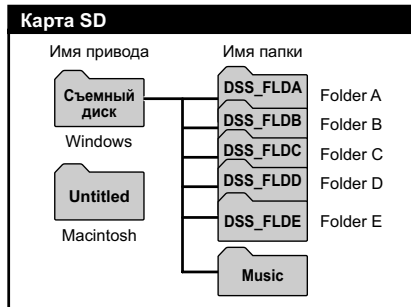 Карта SD
Имя привода
Имя папки
Съемный
диск
Windows
Untitled
Macintosh
DSS_FLDA
Folder A
DSS_FLDB
Folder B
DSS_FLDC
Folder C
DSS_FLDD
Folder D
DSS_FLDE
Folder E
Music